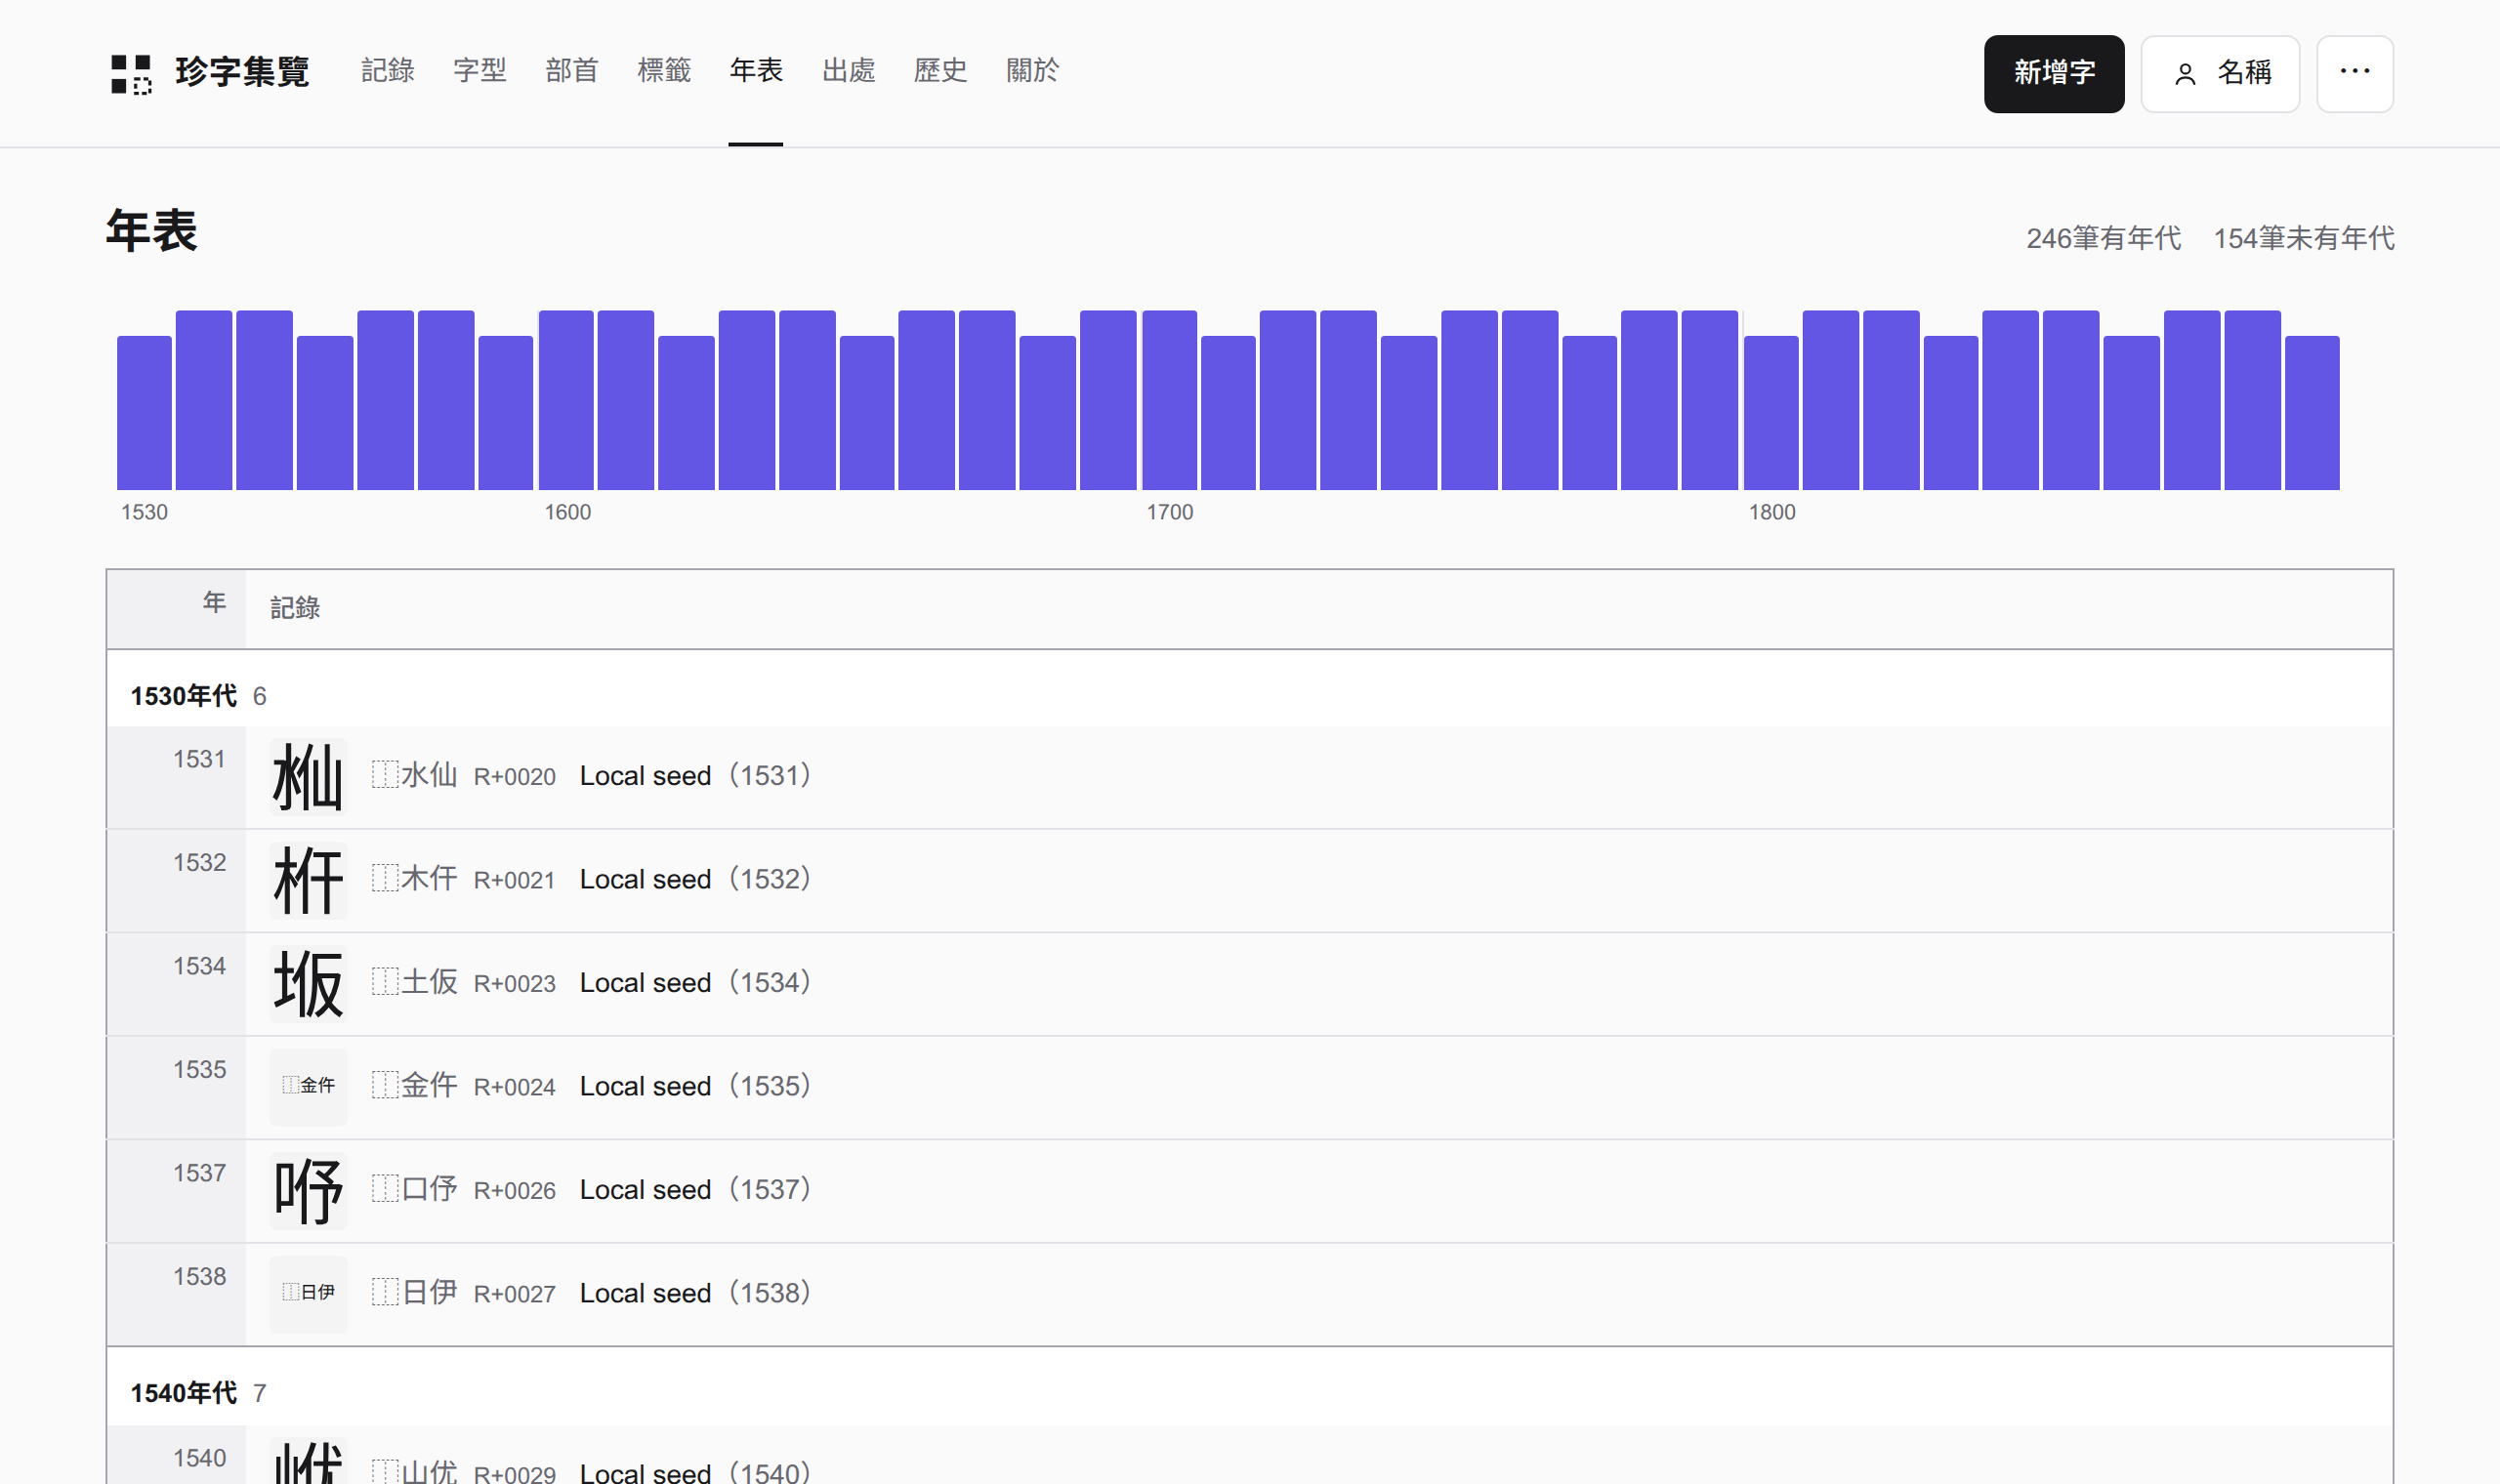 珍字集覽 記錄 字型 部首 標籤 年表 出處 歷史 關於 新增字 名稱 ⋯
年表
246筆有年代 154筆未有年代
1530 1600 1700 1800
年 記錄
1530年代 6
1531 ⿰水仙 R+0020 Local seed（1531）
1532 ⿰木仠 R+0021 Local seed（1532）
1534 ⿰土仮 R+0023 Local seed（1534）
1535 ⿰金仵 ⿰金仵 R+0024 Local seed（1535）
1537 ⿰口伃 R+0026 Local seed（1537）
1538 ⿰日伊 ⿰日伊 R+0027 Local seed（1538）
1540年代 7
1540 ⿰山优 R+0029 Local seed（1540）